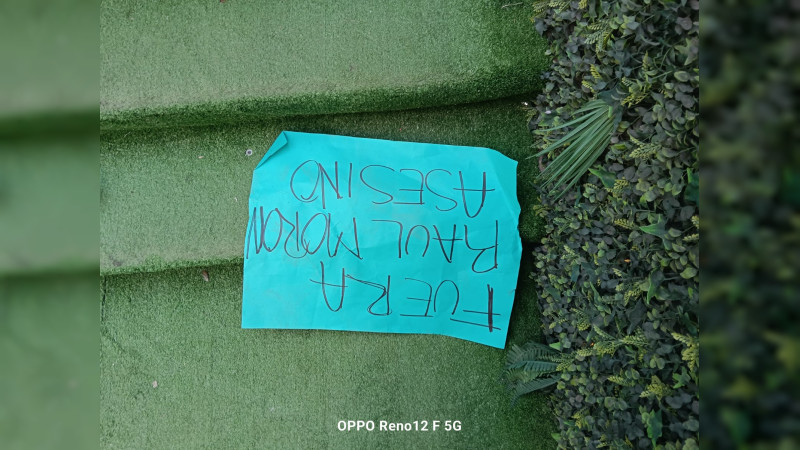 FUERA
RAUL MORON
ASESINO
OPPO Reno12 F 5G